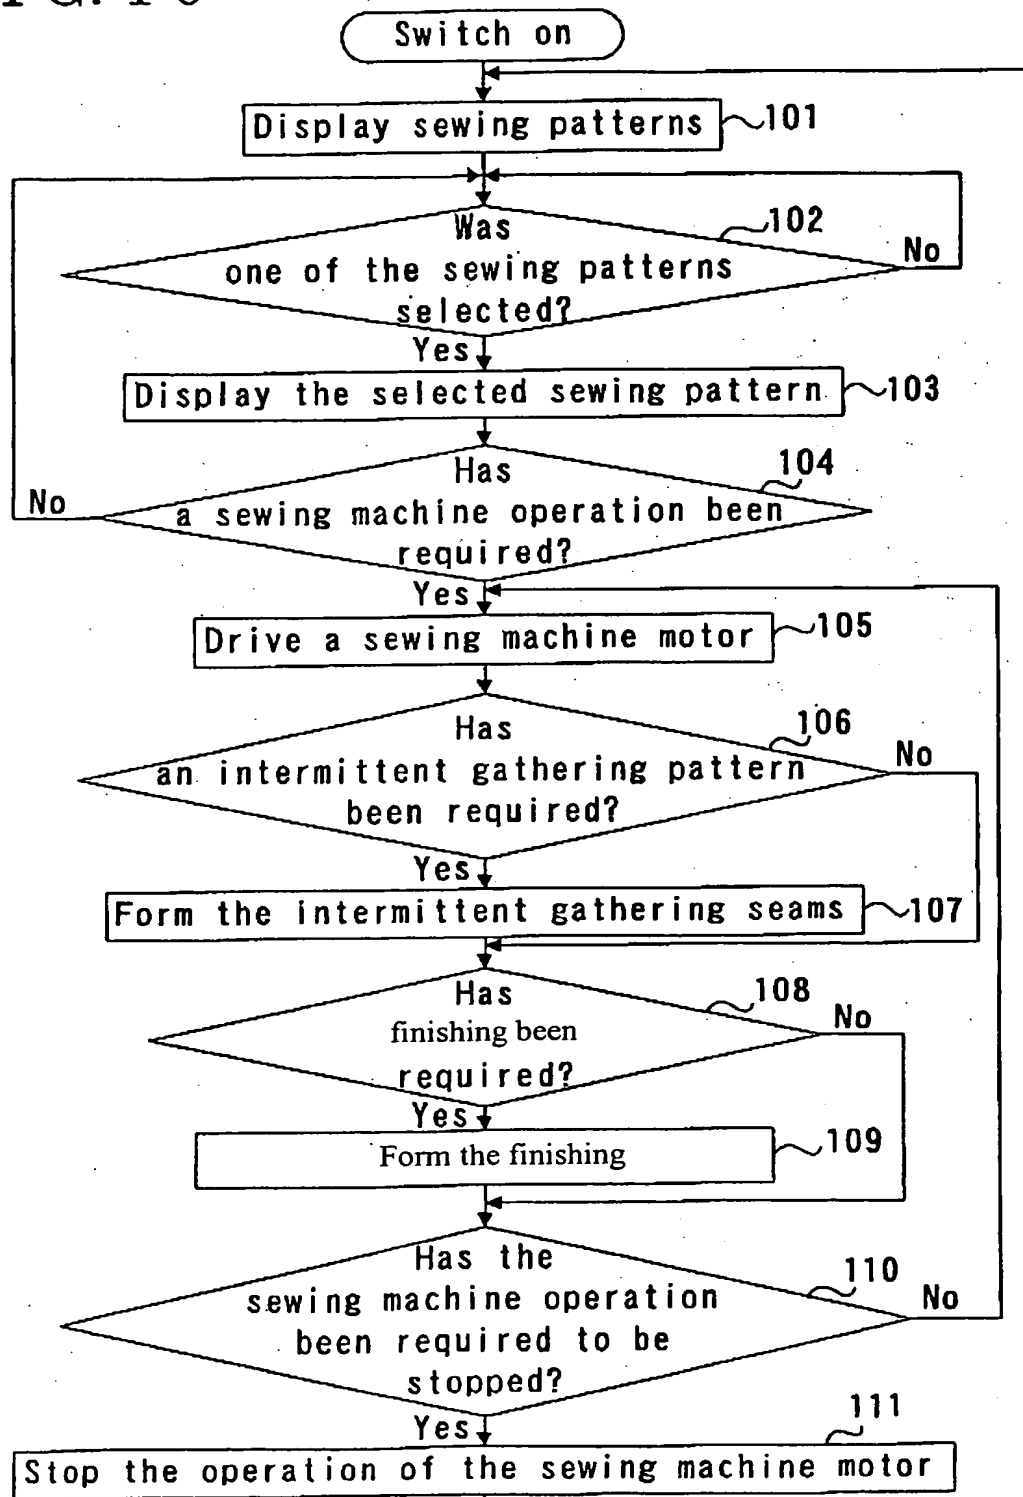 Switch on
Display sewing patterns
101
Was
102
one of the sewing patterns
No
selected?
Yes
Display the selected sewing pattern
103
Has
104
No
a sewing machine operation been
required?
Yes
Drive a sewing machine motor
105
Has
106
No
an intermittent gathering pattern
been required?
Yes
Form the intermittent gathering seams
107
Has
108
No
finishing been
required?
Yes
Form the finishing
109
Has the
110
sewing machine operation
No
been required to be
stopped?
Yes
111
Stop the operation of the sewing machine motor